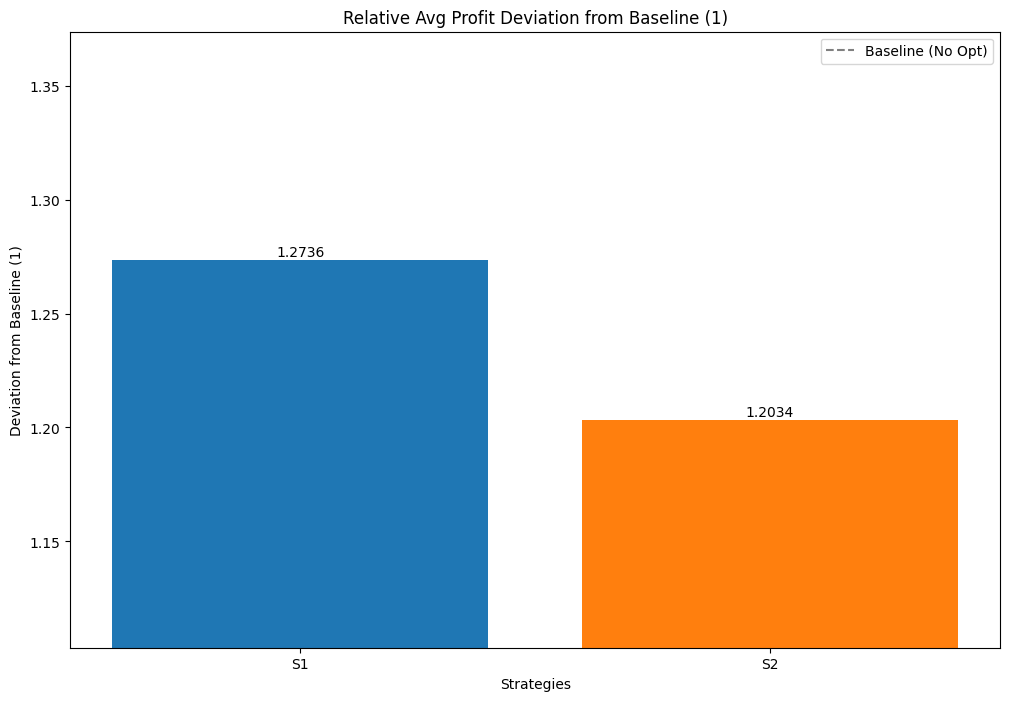 Relative Avg Profit Deviation from Baseline (1)
Baseline (No Opt)
Deviation from Baseline (1)
1.35
1.30
1.25
1.20
1.15
1.2736
1.2034
S1
S2
Strategies